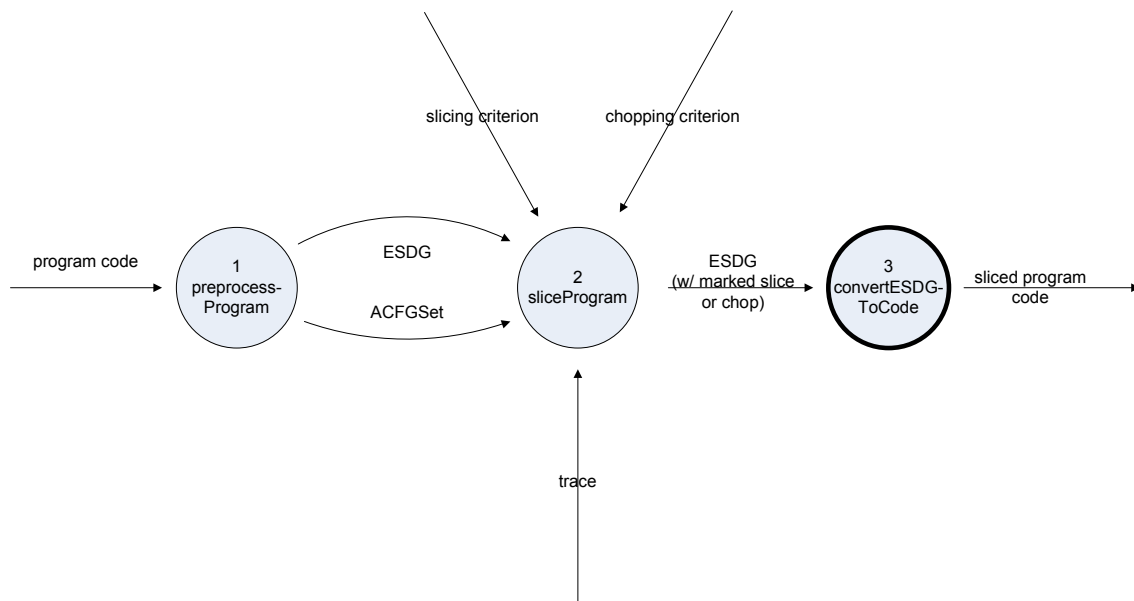 slicing criterion
chopping criterion
program code
1
preprocess-
Program
ESDG
ACFGSet
2
sliceProgram
ESDG
(w/ marked slice
or chop)
3
convertESDG-
ToCode
sliced program
code
trace